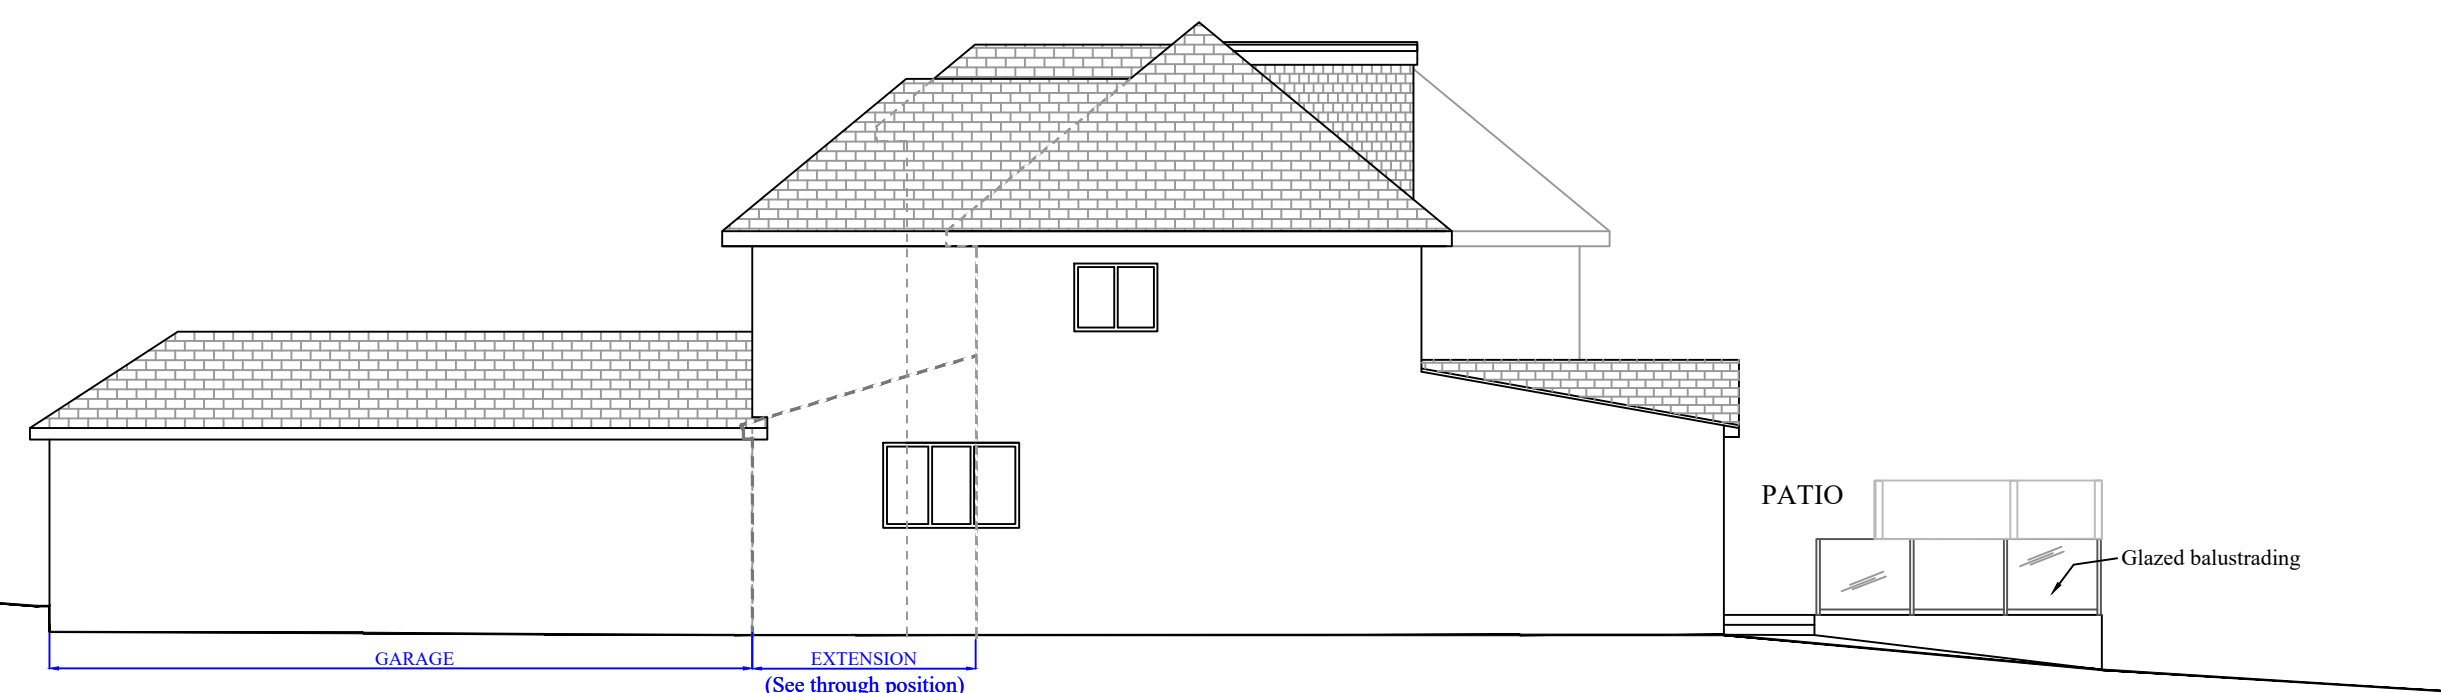 PATIO
Glazed balustrading
GARAGE
EXTENSION
(See through position)